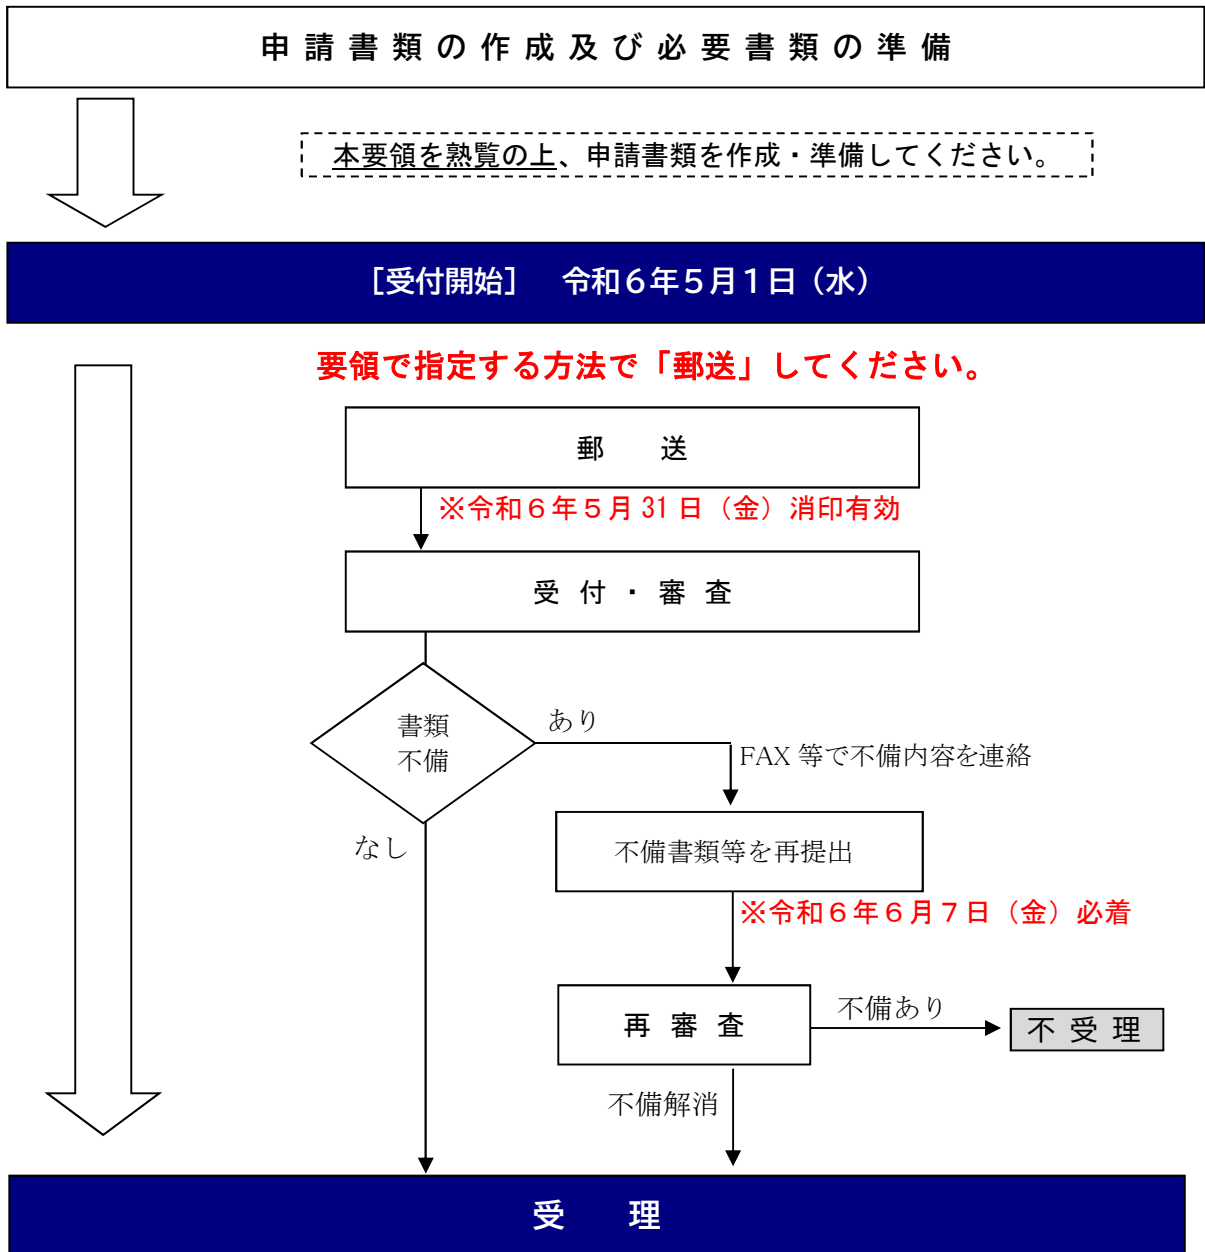 申請書類の作成及び必要書類の準備
本要領を熟覧の上、申請書類を作成・準備してください。
［受付開始］　令和６年５月１日（水）
要領で指定する方法で「郵送」してください。
郵　送
※令和６年５月31日（金）消印有効
受付・審査
書類
不備
あり
FAX 等で不備内容を連絡
なし
不備書類等を再提出
※令和６年６月７日（金）必着
再審査
不備あり
不受理
不備解消
受　理